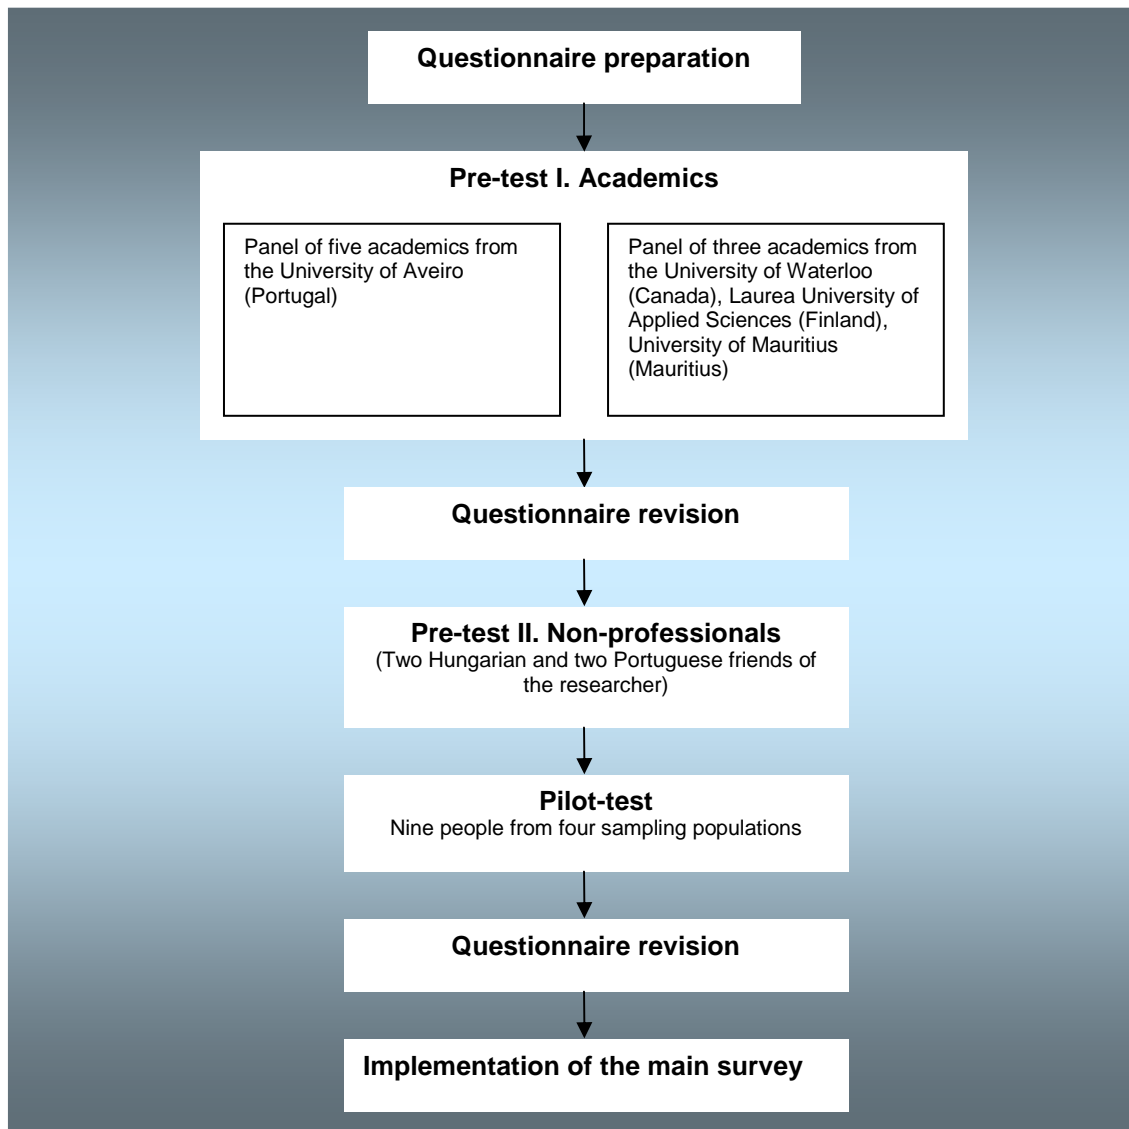 Questionnaire preparation
Pre-test I. Academics
Panel of five academics from
the University of Aveiro
(Portugal)
Panel of three academics from
the University of Waterloo
(Canada), Laurea University of
Applied Sciences (Finland),
University of Mauritius
(Mauritius)
Questionnaire revision
Pre-test II. Non-professionals
(Two Hungarian and two Portuguese friends of
the researcher)
Pilot-test
Nine people from four sampling populations
Questionnaire revision
Implementation of the main survey